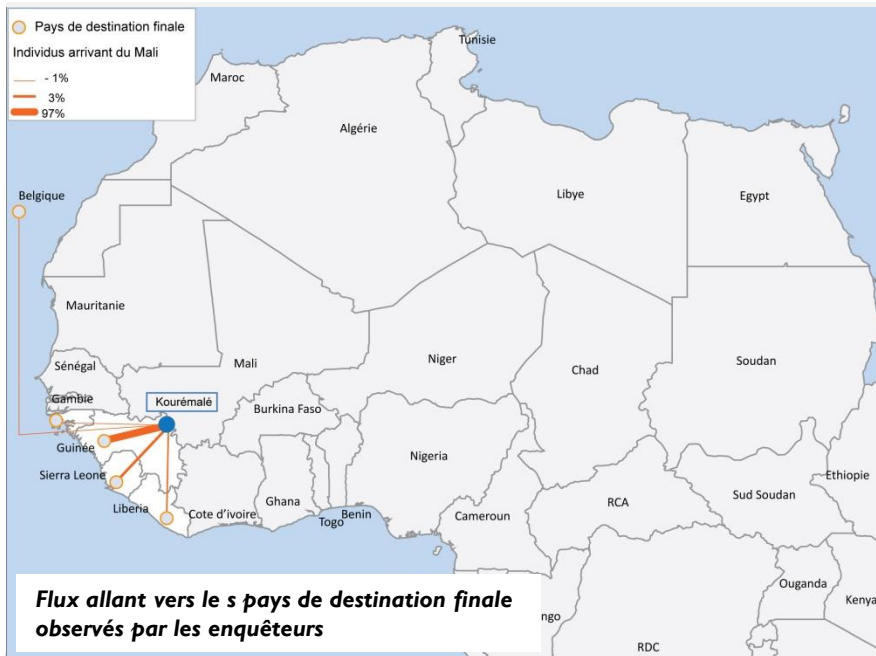 Pays de destination finale
Individus arrivant du Mali
- 1%
3%
97%
Tunisie
Maroc
Algérie
Libye
Egypt
Belgique
Mauritanie
Mali
Niger
Chad
Soudan
Sénégal
Gambie
Kourémalé
Burkina Faso
Guinée
Nigeria
Sierra Leone
Ethiopie
Liberia
Cote d'ivoire
Ghana
Togo
Benin
Cameroun
RCA
Sud Soudan
Ouganda
Kenya
ngo
RDC
Flux allant vers le s pays de destination finale
observés par les enquêteurs